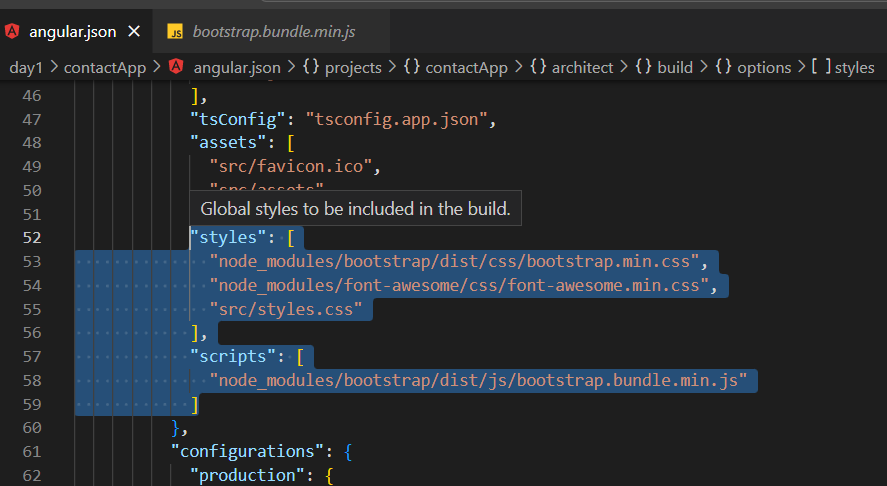 angular.json
JS bootstrap.bundle.min.js
day1 > contactApp > angular.json > {} projects > {} contactApp > {} architect > {} build > {} options > [ ] styles
46 ],
47 "tsConfig": "tsconfig.app.json",
48 "assets": [
49 "src/favicon.ico",
50 "src/assets"
51
Global styles to be included in the build.
52 "styles": [
53 "node_modules/bootstrap/dist/css/bootstrap.min.css",
54 "node_modules/font-awesome/css/font-awesome.min.css",
55 "src/styles.css"
56 ],
57 "scripts": [
58 "node_modules/bootstrap/dist/js/bootstrap.bundle.min.js"
59 ]
60 },
61 "configurations": {
62 "production": {